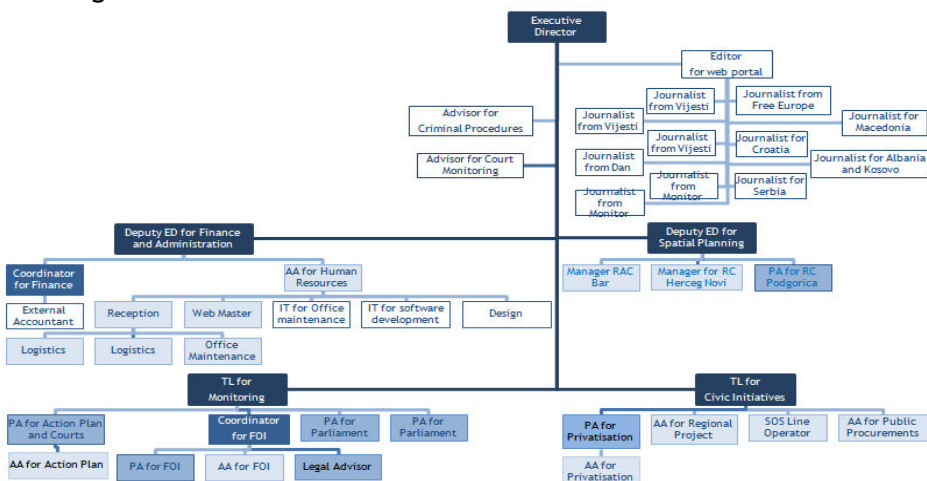 Executive
Director
Editor
for web portal
Journalist
from Vijesti
Journalist from
Free Europe
Advisor for
Criminal Procedures
Journalist
from Vijesti
Journalist for
Macedonia
Journalist
from Vijesti
Journalist for
Croatia
Advisor for Court
Monitoring
Journalist
from Dan
Journalist for Albania
and Kosovo
Journalist
from
Monitor
Journalist for
Serbia
Journalist
from
Monitor
Deputy ED for Finance
and Administration
Deputy ED for
Spatial Planning
Coordinator
for Finance
AA for Human
Resources
Manager RAC
Bar
Manager for RC
Herceg Novi
PA for RC
Podgorica
External
Accountant
Reception
Web Master
IT for Office
maintenance
IT for software
development
Design
Logistics
Logistics
Office
Maintenance
TL for
Monitoring
TL for
Civic Initiatives
PA for Action Plan
and Courts
Coordinator
for FOI
PA for
Parliament
PA for
Parliament
PA for
Privatisation
AA for Regional
Project
SOS Line
Operator
AA for Public
Procurements
AA for Action Plan
PA for FOI
AA for FOI
Legal Advisor
AA for
Privatisation